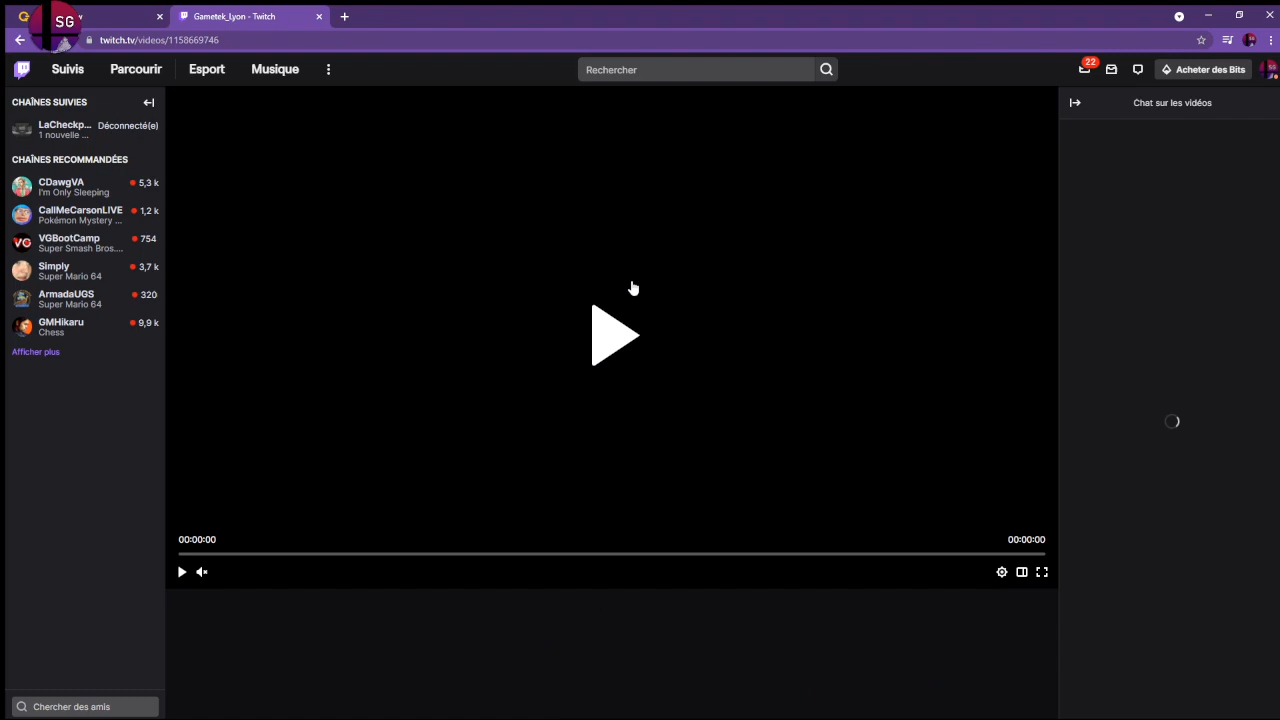 SG
Gametek_Lyon - Twitch
twitch.tv/videos/1158669746
Suivis
Parcourir
Esport
Musique
Rechercher
22
Acheter des Bits
SG
CHAÎNES SUIVIES
LaCheckp...
Déconnecté(e)
1 nouvelle ...
CHAÎNES RECOMMANDÉES
CDawgVA
5,3 k
I'm Only Sleeping
CallMeCarsonLIVE
1,2 k
Pokémon Mystery ...
VG
VGBootCamp
754
Super Smash Bros....
Simply
3,7 k
Super Mario 64
ArmadaUGS
320
Super Mario 64
GMHikaru
9,9 k
Chess
Afficher plus
Chercher des amis
00:00:00
00:00:00
Chat sur les vidéos